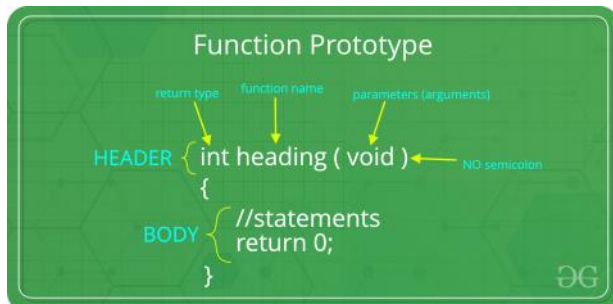 Function Prototype
return type function name parameters (arguments)
HEADER { int heading ( void ) NO semicolon
{
//statements
BODY { return 0;
}
GG